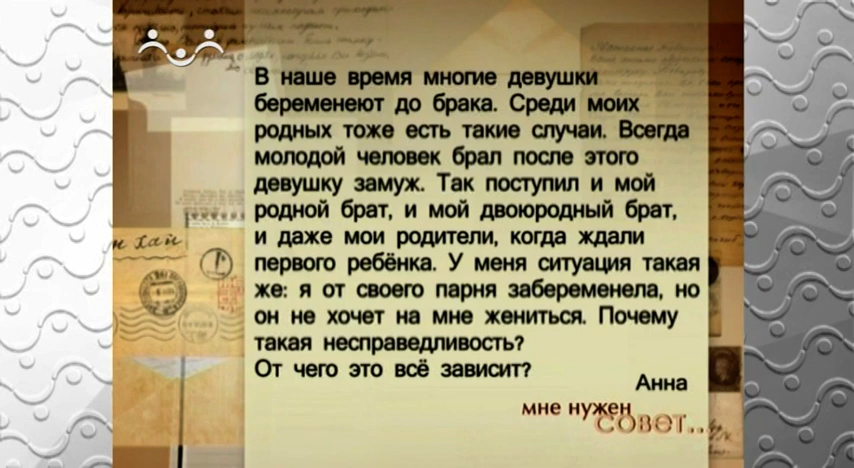 В наше время многие девушки
беременеют до брака. Среди моих
родных тоже есть такие случаи. Всегда
молодой человек брал после этого
девушку замуж. Так поступил и мой
родной брат, и мой двоюродный брат,
и даже мои родители, когда ждали
первого ребёнка. У меня ситуация такая
же: я от своего парня забеременела, но
он не хочет на мне жениться. Почему
такая несправедливость?
От чего это всё зависит?
Анна
мне нужен
совет...